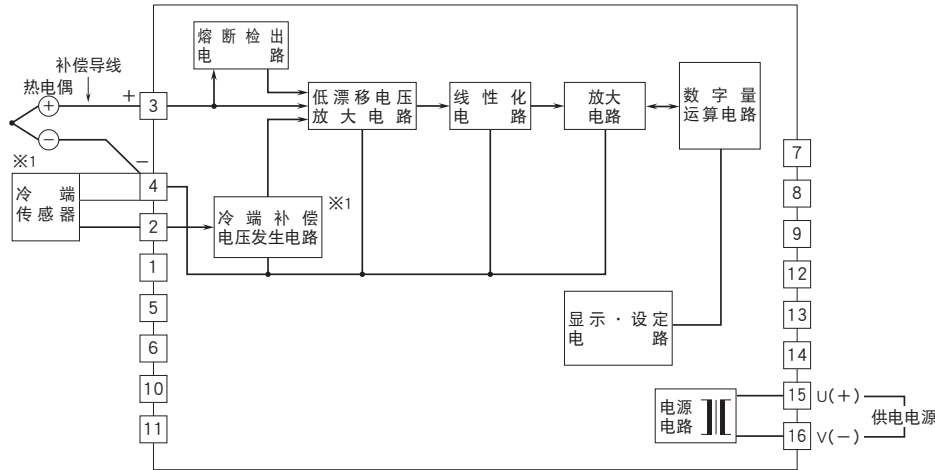 熔断检出
电路
补偿导线
热电偶
+
+
3
低漂移电压
放大电路
线性化
电路
放大
电路
数字量
运算电路
−
−
※1
4
冷端
传感器
2
冷端补偿
电压发生电路
※1
1
5
6
10
11
7
8
9
12
13
14
显示・设定
电路
电源
电路
15 U(+)
16 V(−)
供电电源